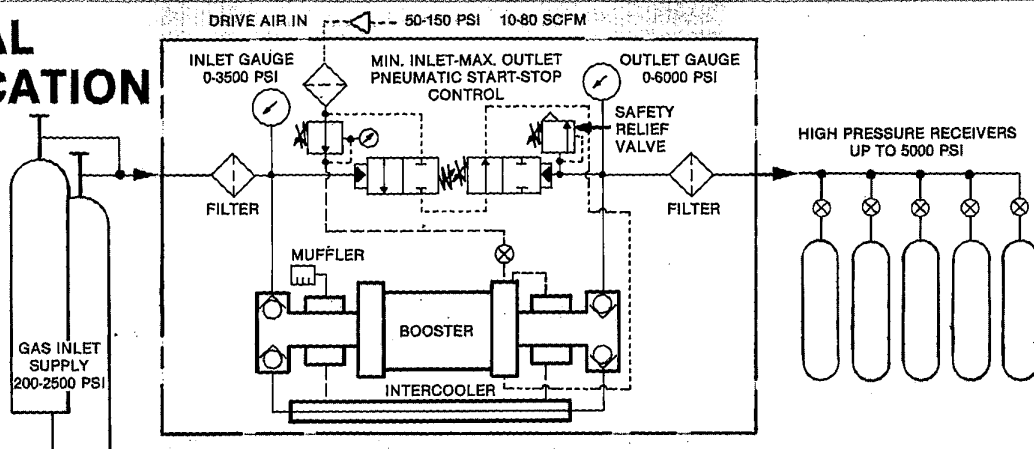 AL
CATION
DRIVE AIR IN
50-150 PSI 10-80 SCFM
INLET GAUGE
0-3500 PSI
MIN. INLET-MAX. OUTLET
PNEUMATIC START-STOP
CONTROL
OUTLET GAUGE
0-6000 PSI
SAFETY
RELIEF
VALVE
HIGH PRESSURE RECEIVERS
UP TO 5000 PSI
FILTER
FILTER
MUFFLER
BOOSTER
GAS INLET
SUPPLY
200-2500 PSI
INTERCOOLER